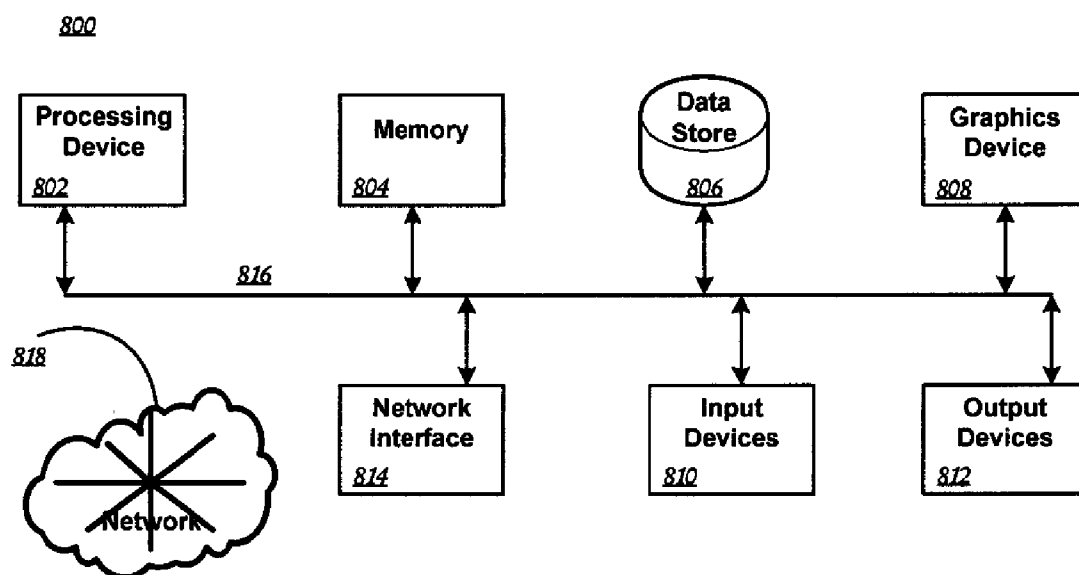 800
Processing
Device
802
Memory
804
Data
Store
806
Graphics
Device
808
816
818
Network
Network
Interface
814
Input
Devices
810
Output
Devices
812